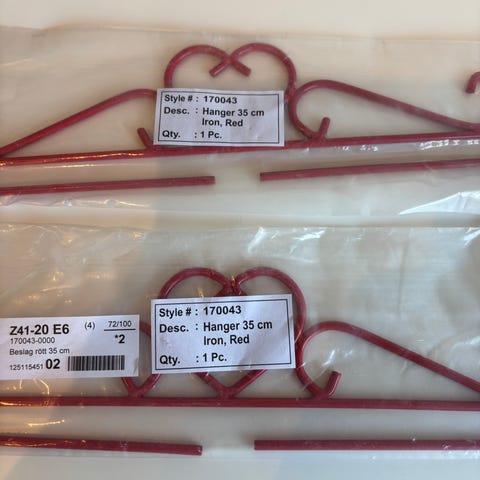 Style # : 170043
Desc. : Hanger 35 cm
Iron, Red
Qty. : 1 Pc.
Z41-20 E6 (4) 72/100
170043-0000 *2
Beslag rött 35 cm
125115451 02
Style # : 170043
Desc. : Hanger 35 cm
Iron, Red
Qty. : 1 Pc.